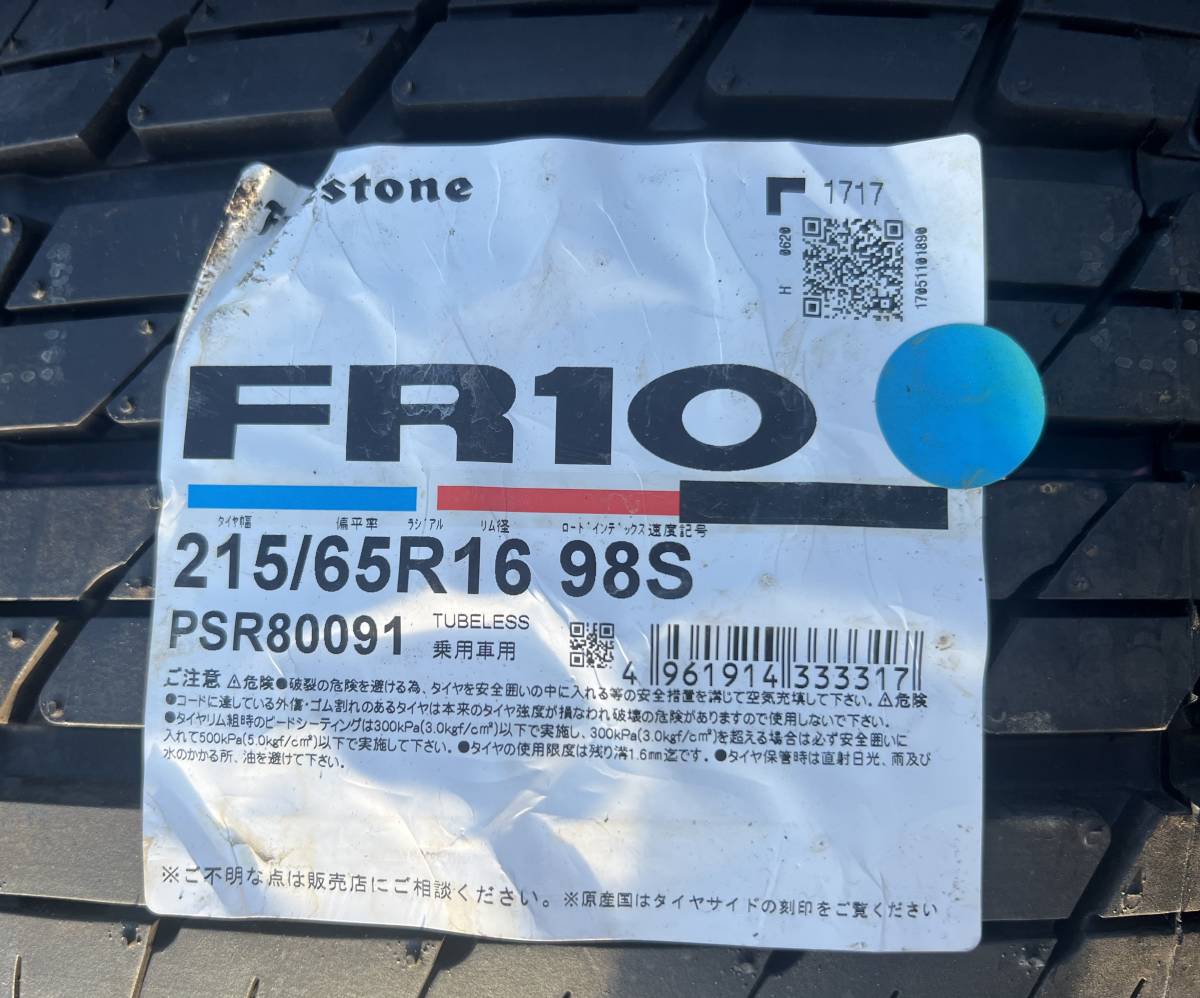 stone
1717
H 0620
17051101890
FR10
タイヤ幅 偏平率 ラジアル リム径 ロードインデックス 速度記号
215/65R16 98S
PSR80091 TUBELESS
乗用車用
4 961914 333317
ご注意 ⚠危険●破裂の危険を避ける為、タイヤを安全囲いの中に入れる等の安全措置を講じて空気充填して下さい。⚠危険
●コードに達している外傷・ゴム割れのあるタイヤは本来のタイヤ強度が損なわれ破壊の危険がありますので使用しないで下さい。
●タイヤリム組時のビードシーティングは300kPa(3.0kgf/c㎡)以下で実施し、300kPa(3.0kgf/c㎡)を超える場合は必ず安全囲いに
入れて500kPa(5.0kgf/c㎡)以下で実施して下さい。●タイヤの使用限度は残り溝1.6㎜迄です。●タイヤ保管時は直射日光、雨及び
水のかかる所、油を避けて下さい。
※ご不明な点は販売店にご相談ください。※原産国はタイヤサイドの刻印をご覧ください